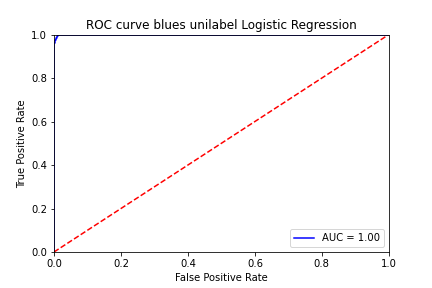 ROC curve blues unilabel Logistic Regression
1.0
0.8
0.6
0.4
0.2
0.0
True Positive Rate
AUC = 1.00
0.0 0.2 0.4 0.6 0.8 1.0
False Positive Rate